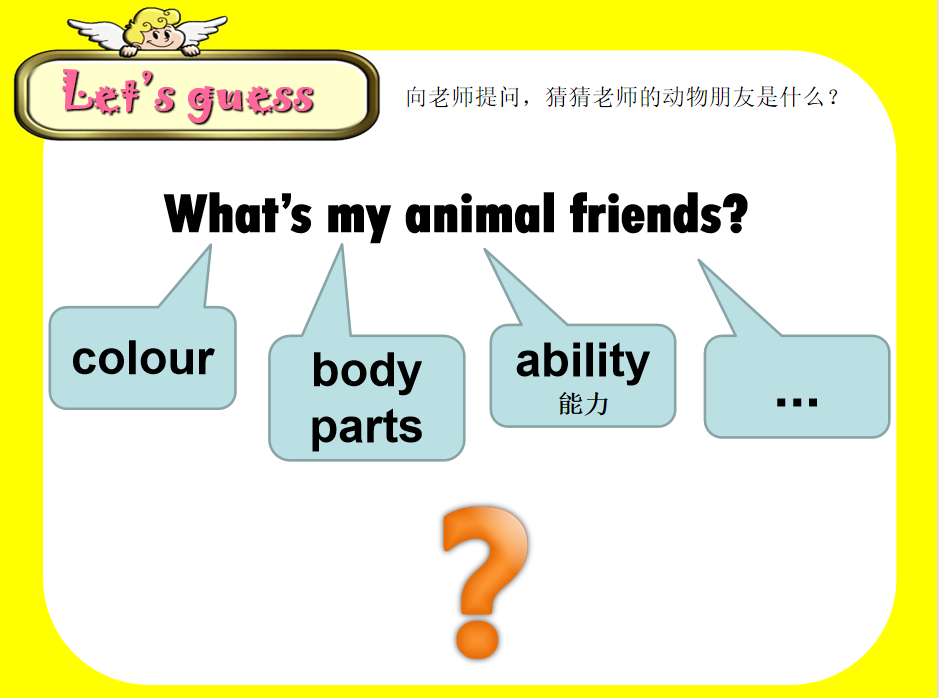 Let's guess
向老师提问，猜猜老师的动物朋友是什么？
What's my animal friends?
colour
body
parts
ability
能力
...
?